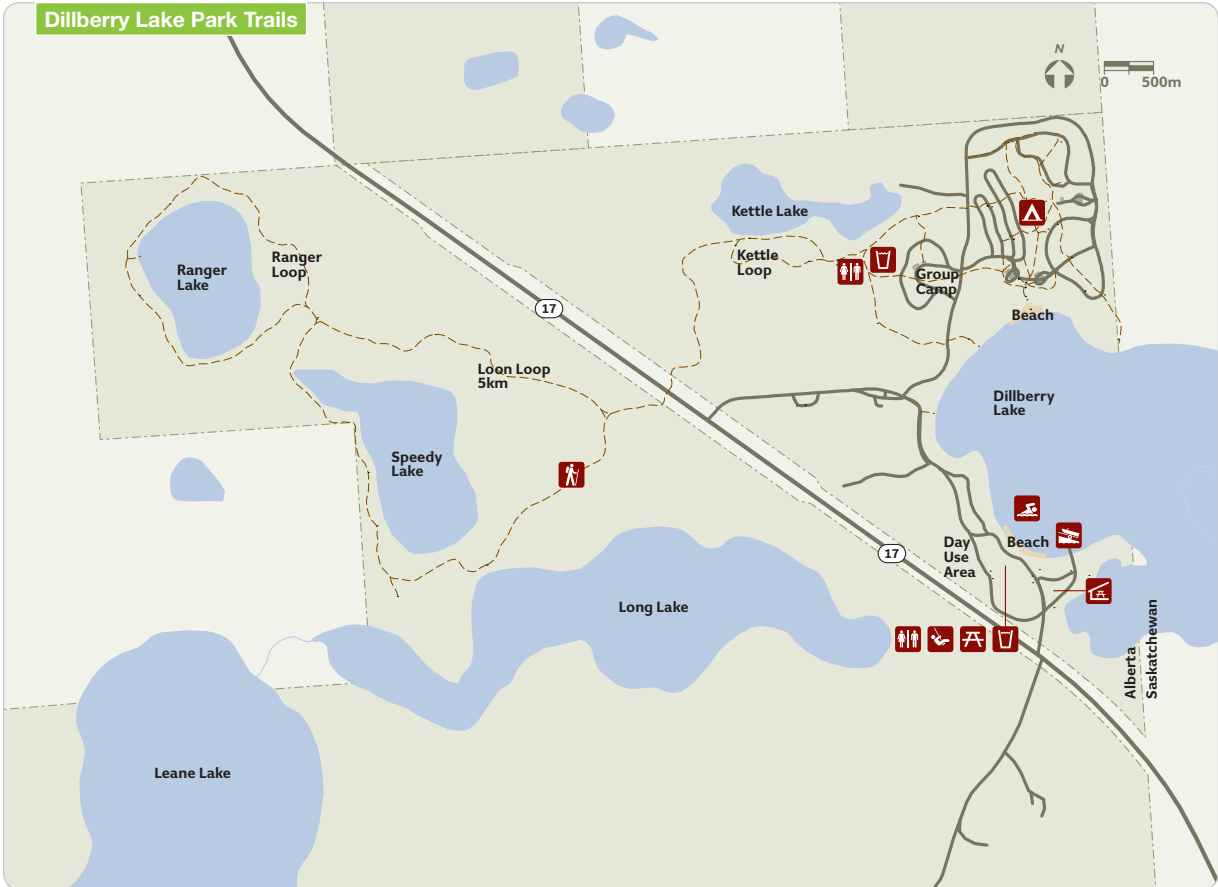 Dillberry Lake Park Trails
N
0 500m
Kettle Lake
Ranger
Lake
Ranger
Loop
Kettle
Loop
Group
Camp
17
Beach
Loon Loop
5km
Dillberry
Lake
Speedy
Lake
17
Day
Use
Area
Beach
Long Lake
Alberta
Saskatchewan
Leane Lake